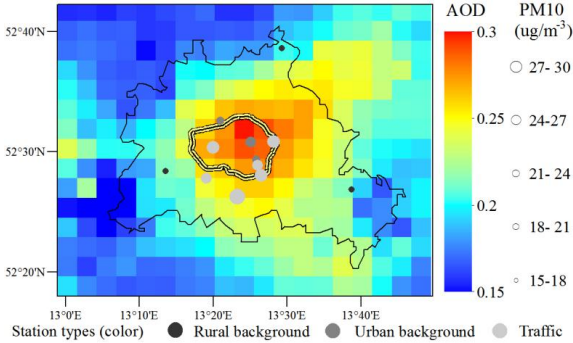 AOD
PM10
(ug/m-3)
52°40'N
52°30'N
52°20'N
0.3
0.25
0.2
0.15
27- 30
24-27
21- 24
18- 21
15-18
13°0'E 13°10'E 13°20'E 13°30'E 13°40'E
Station types (color) Rural background Urban background Traffic